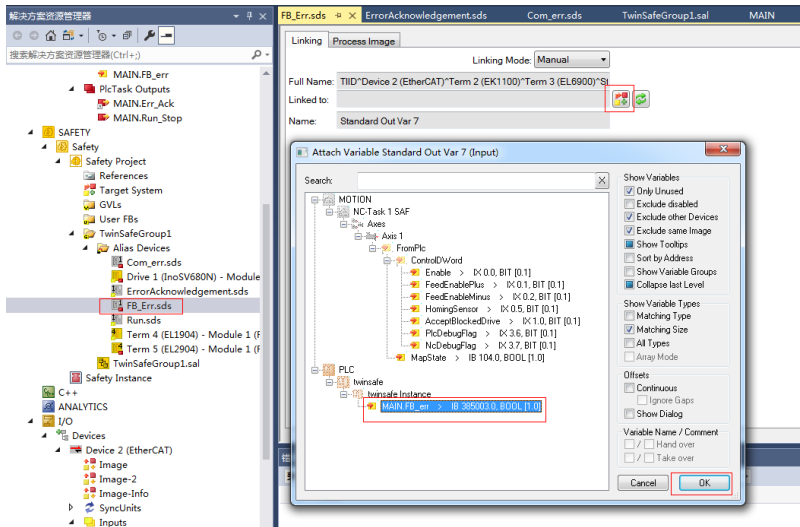 解决方案资源管理器
搜索解决方案资源管理器(Ctrl+;)
MAIN.FB_err
PlcTask Outputs
MAIN.Err_Ack
MAIN.Run_Stop
SAFETY
Safety
Safety Project
References
Target System
GVLs
User FBs
TwinSafeGroup1
Alias Devices
Com_err.sds
Drive 1 (InoSV680N) - Module
ErrorAcknowledgement.sds
FB_Err.sds
Run.sds
Term 4 (EL1904) - Module 1 (F
Term 5 (EL2904) - Module 1 (F
TwinSafeGroup1.sal
Safety Instance
C++
ANALYTICS
I/O
Devices
Device 2 (EtherCAT)
Image
Image-2
Image-Info
SyncUnits
Inputs
FB_Err.sds ErrorAcknowledgement.sds Com_err.sds TwinSafeGroup1.sal MAIN
Linking Process Image
Linking Mode: Manual
Full Name: TIID^Device 2 (EtherCAT)^Term 2 (EK1100)^Term 3 (EL6900)^St
Linked to:
Name: Standard Out Var 7
Attach Variable Standard Out Var 7 (Input)
Search:
MOTION
NC-Task 1 SAF
Axes
Axis 1
FromPlc
ControlDWord
Enable > IX 0.0, BIT [0.1]
FeedEnablePlus > IX 0.1, BIT [0.1]
FeedEnableMinus > IX 0.2, BIT [0.1]
HomingSensor > IX 0.5, BIT [0.1]
AcceptBlockedDrive > IX 1.0, BIT [0.1]
PlcDebugFlag > IX 3.6, BIT [0.1]
NcDebugFlag > IX 3.7, BIT [0.1]
MapState > IB 104.0, BOOL [1.0]
PLC
twinsafe
twinsafe Instance
MAIN.FB_err > IB 385003.0, BOOL [1.0]
Show Variables
Only Unused
Exclude disabled
Exclude other Devices
Exclude same Image
Show Tooltips
Sort by Address
Show Variable Groups
Collapse last Level
Show Variable Types
Matching Type
Matching Size
All Types
Array Mode
Offsets
Continuous
Ignore Gaps
Show Dialog
Variable Name / Comment
/ Hand over
/ Take over
Cancel OK